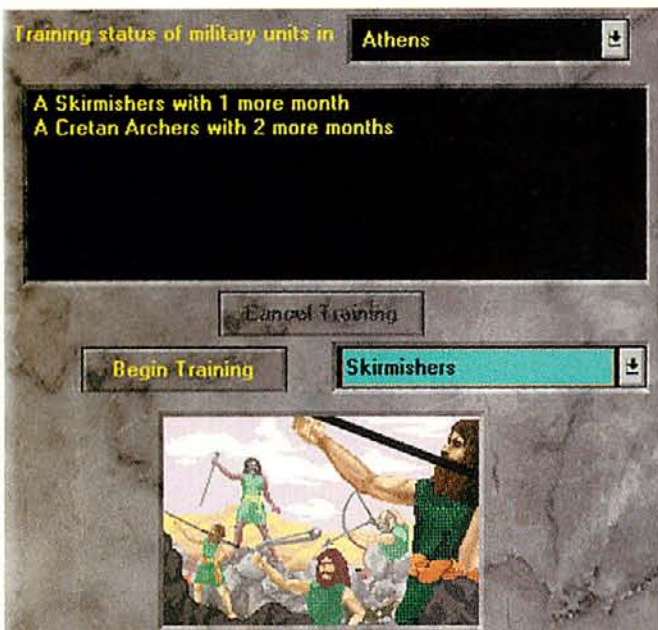 Training status of military units in Athens
A Skirmishers with 1 more month
A Cretan Archers with 2 more months
Cancel Training
Begin Training Skirmishers